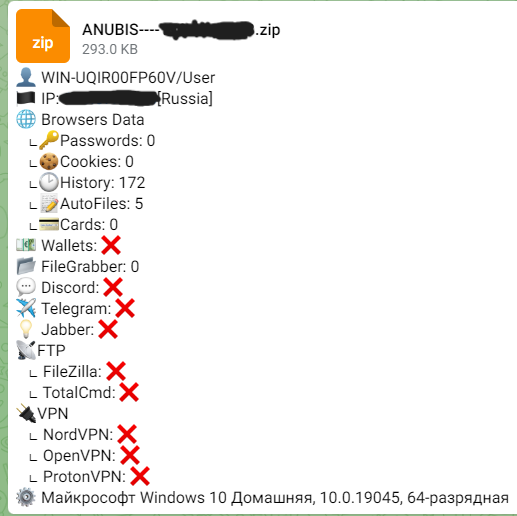 zip
ANUBIS----.zip
293.0 KB
WIN-UQIR00FP60V/User
IP:[Russia]
Browsers Data
Passwords: 0
Cookies: 0
History: 172
AutoFiles: 5
Cards: 0
Wallets: ❌
FileGrabber: 0
Discord: ❌
Telegram: ❌
Jabber: ❌
FTP
FileZilla: ❌
TotalCmd: ❌
VPN
NordVPN: ❌
OpenVPN: ❌
ProtonVPN: ❌
Майкрософт Windows 10 Домашняя, 10.0.19045, 64-разрядная